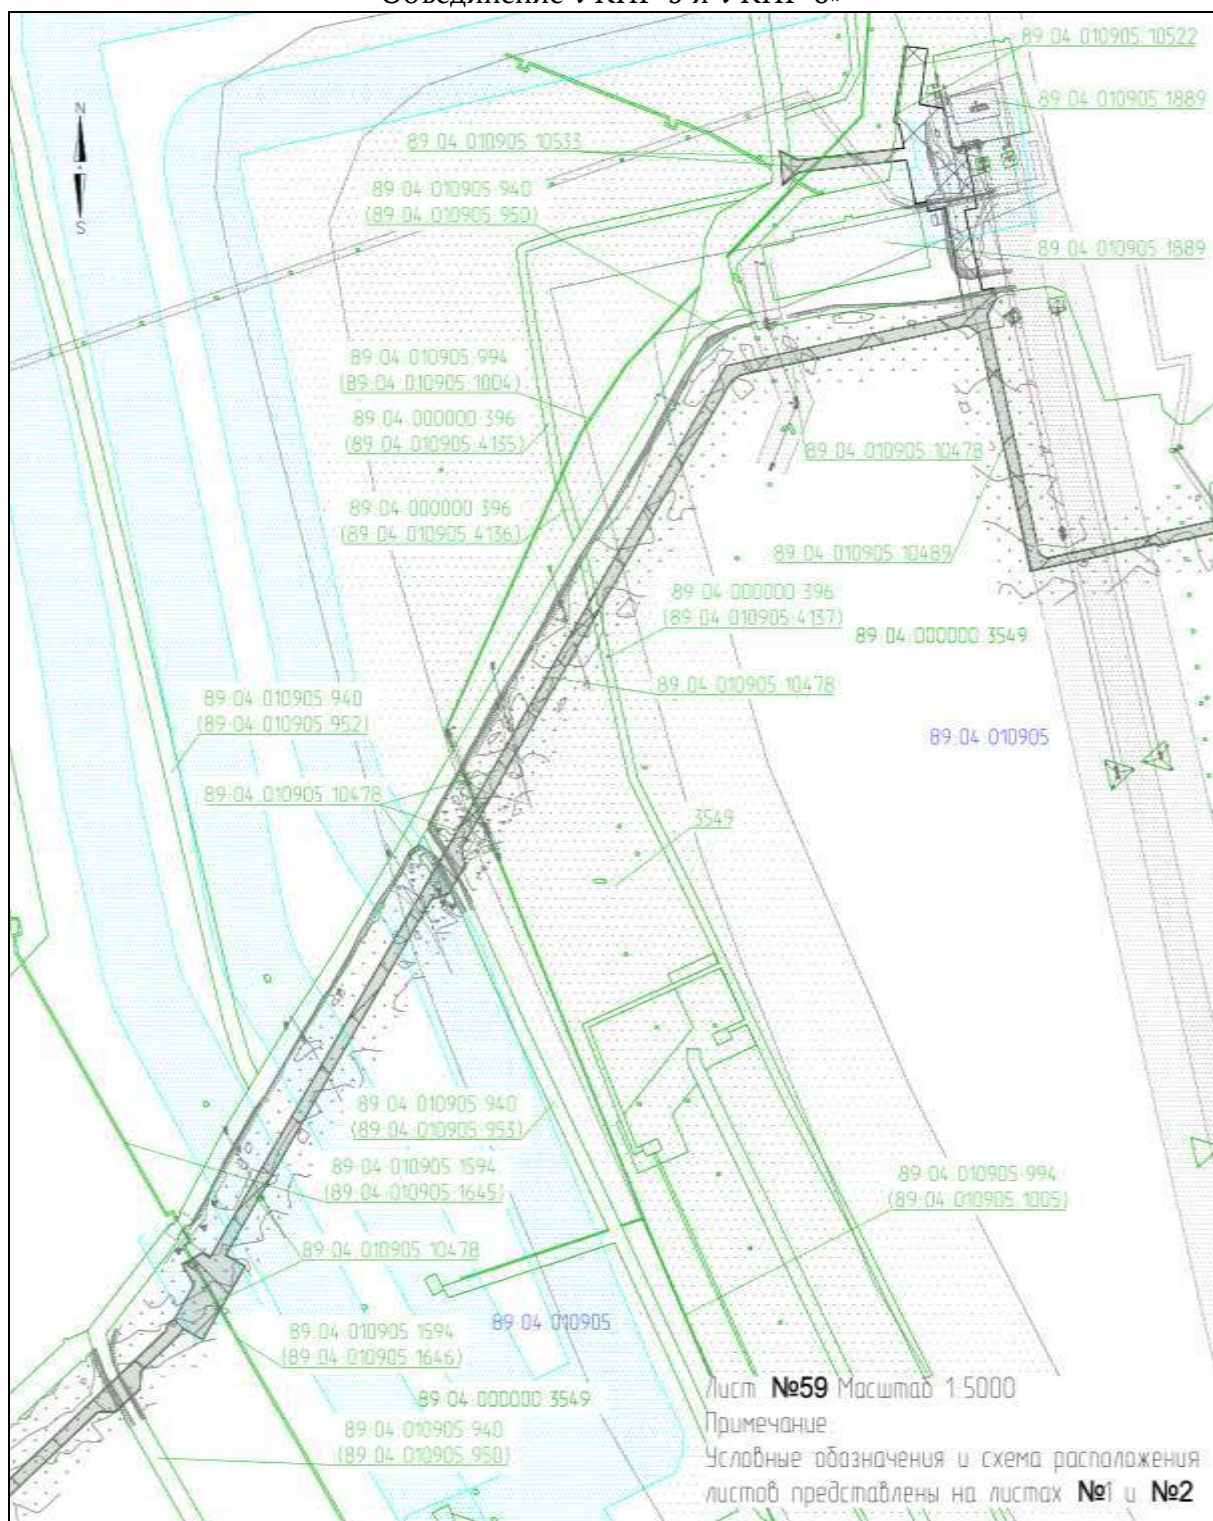 89 04 010905 10522
89 04 010905 1889
89 04 010905 10533
89 04 010905 940
(89 04 010905 950)
89 04 010905 1889
89 04 010905 994
(89 04 010905 1004)
89 04 000000 396
(89 04 010905 4135)
89 04 010905 10478
89 04 000000 396
(89 04 010905 4136)
89 04 010905 10489
89 04 000000 396
(89 04 010905 4137)
89 04 000000 3549
89 04 010905 10478
89 04 010905 940
(89 04 010905 952)
89 04 010905
89 04 010905 10478
3549
89 04 010905 940
(89 04 010905 953)
89 04 010905 1594
(89 04 010905 1645)
89 04 010905 994
(89 04 010905 1005)
89 04 010905 10478
89 04 010905
89 04 010905 1594
(89 04 010905 1646)
89 04 000000 3549
89 04 010905 940
(89 04 010905 950)
N
S
Лист №59 Масштаб 1:5000
Примечание
Условные обозначения и схема расположения
листов представлены на листах №1 и №2